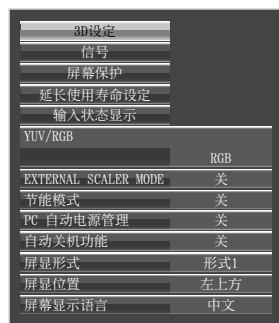 3D设定
信号
屏幕保护
延长使用寿命设定
输入状态显示
YUV/RGB
RGB
EXTERNAL SCALER MODE 关
节能模式 关
PC 自动电源管理 关
自动关机功能 关
屏显形式 形式1
屏显位置 左上方
屏幕显示语言 中文